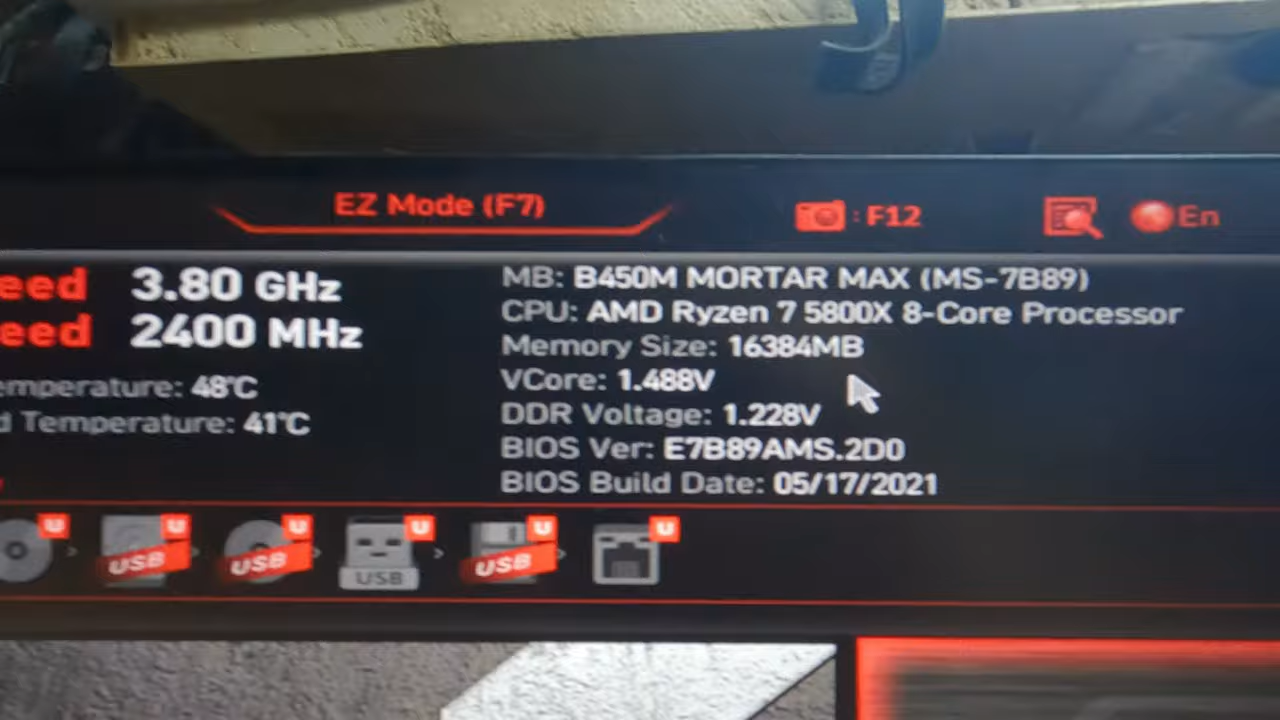 EZ Mode (F7)
: F12
En
eed 3.80 GHz
eed 2400 MHz
emperature: 48°C
d Temperature: 41°C
MB: B450M MORTAR MAX (MS-7B89)
CPU: AMD Ryzen 7 5800X 8-Core Processor
Memory Size: 16384MB
VCore: 1.488V
DDR Voltage: 1.228V
BIOS Ver: E7B89AMS.2D0
BIOS Build Date: 05/17/2021
U U U U U U
USB USB USB USB